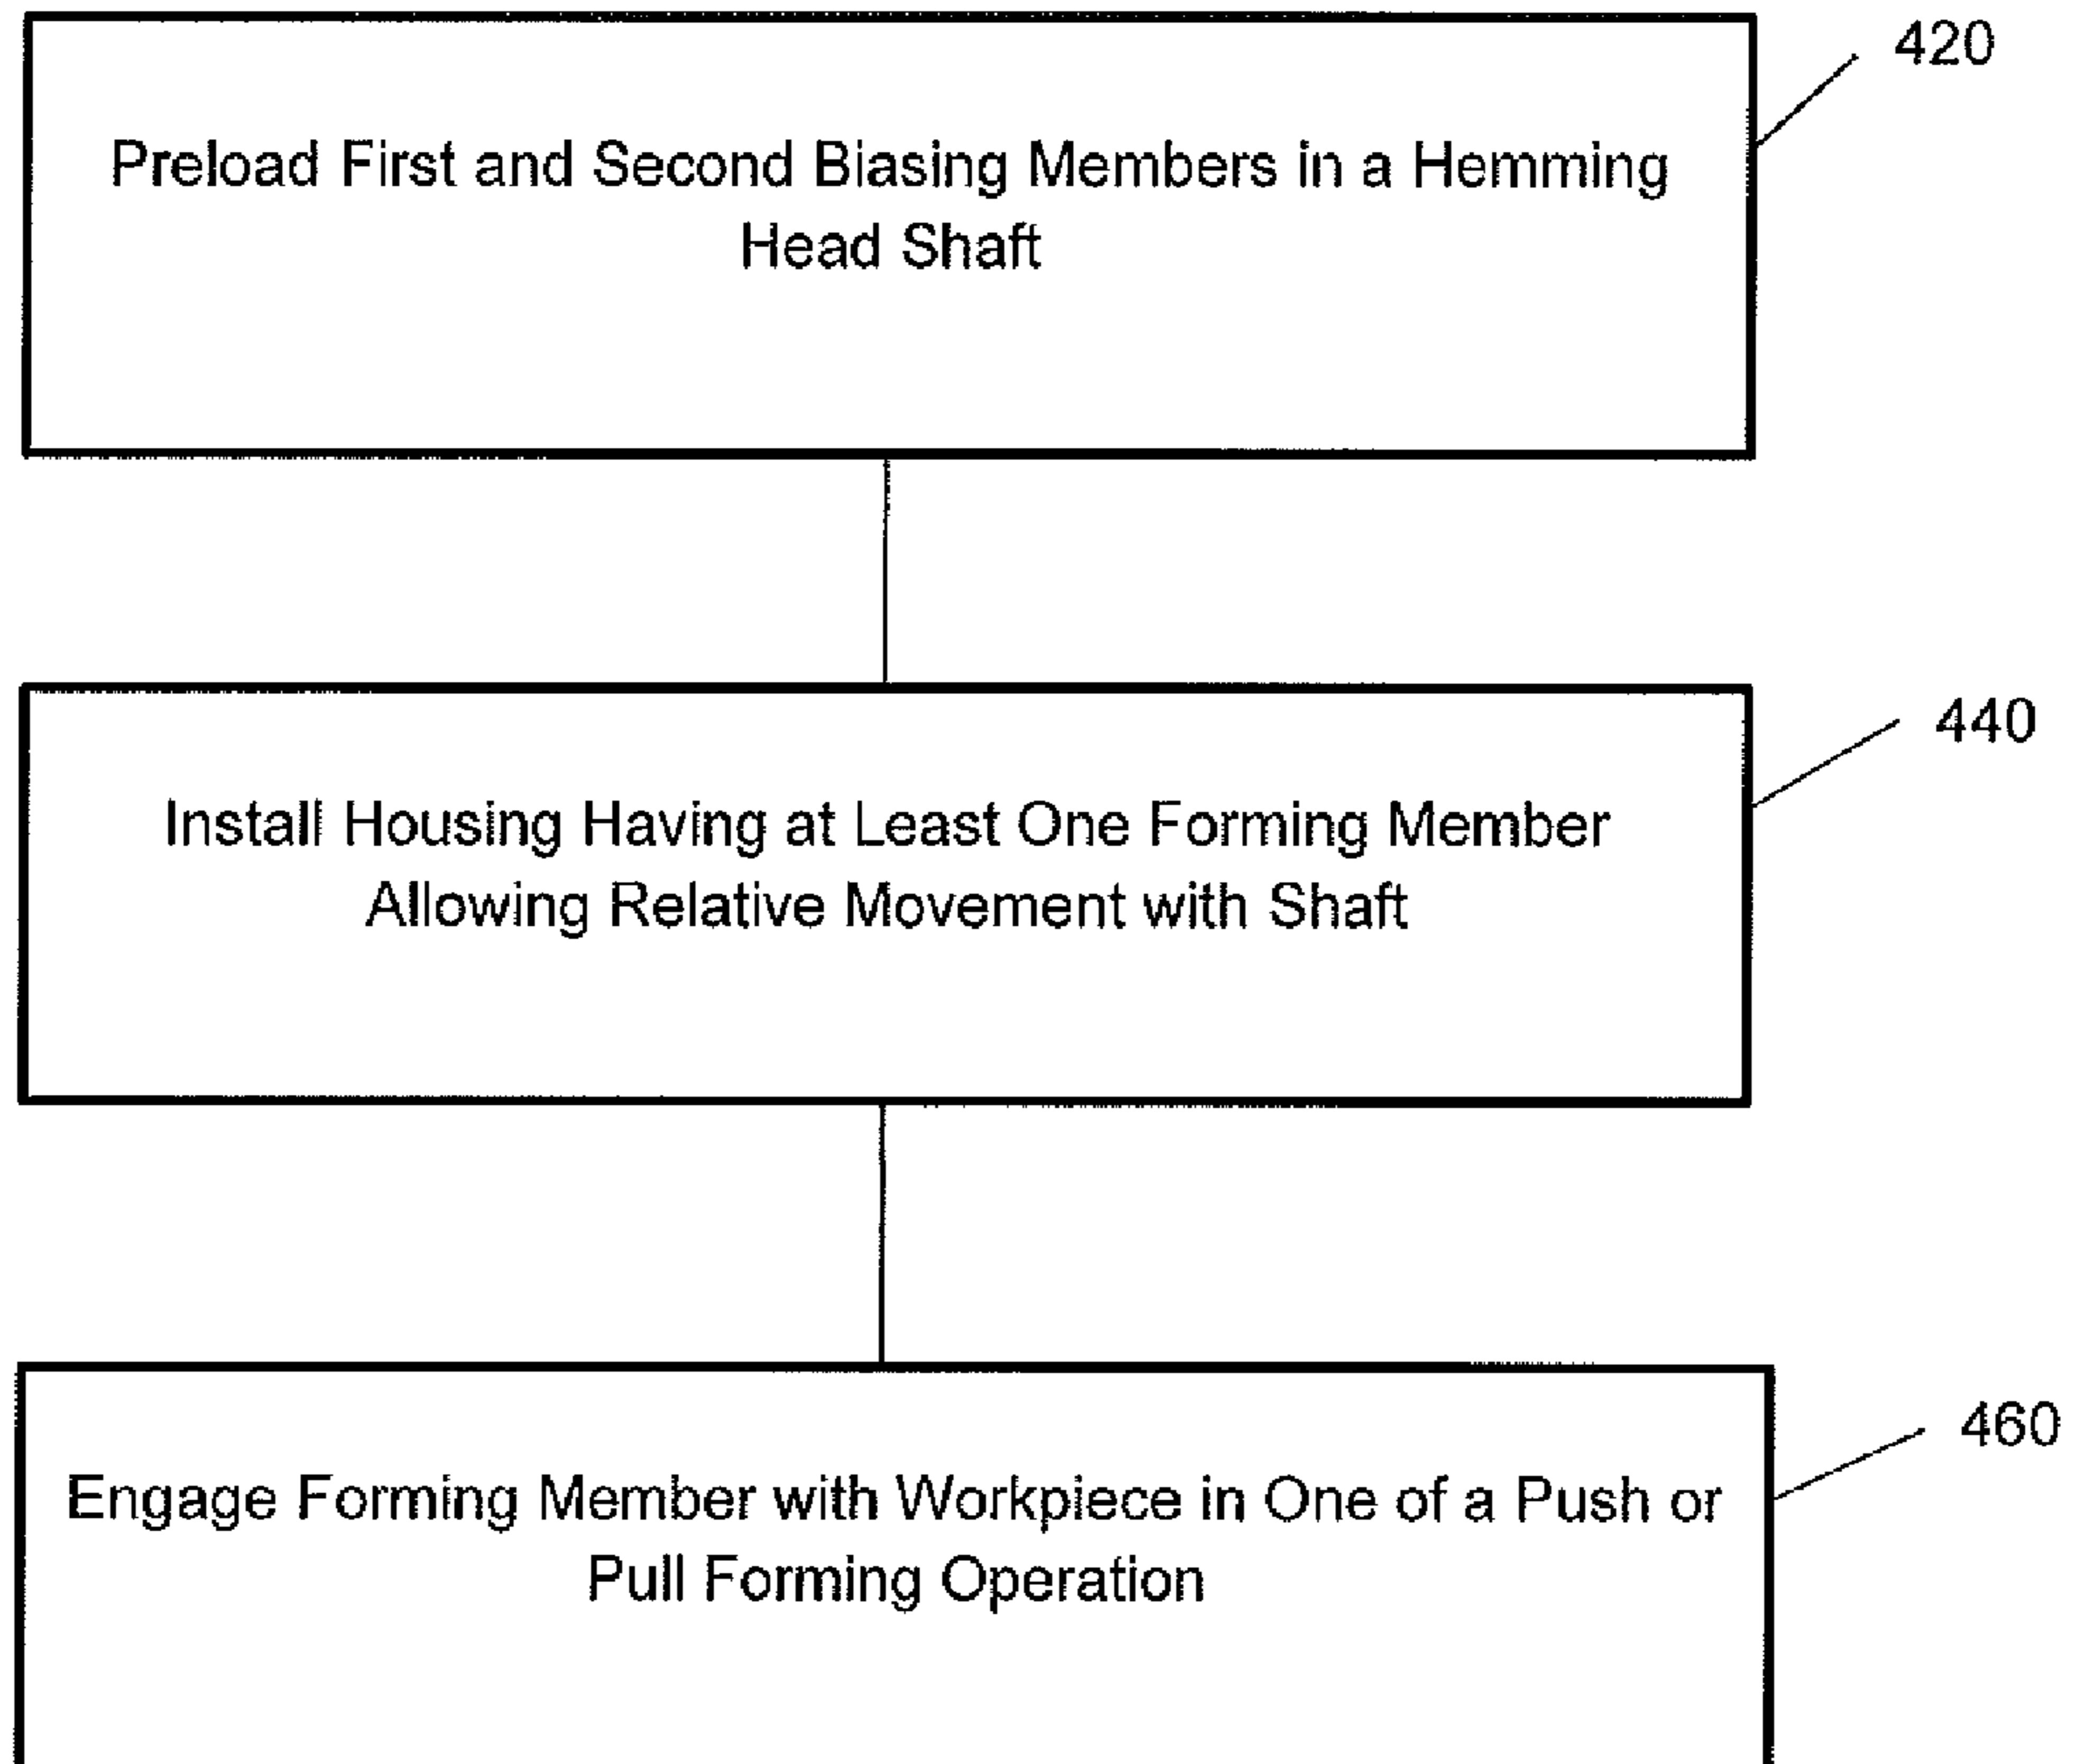 420
Preload First and Second Biasing Members in a Hemming
Head Shaft
440
Install Housing Having at Least One Forming Member
Allowing Relative Movement with Shaft
460
Engage Forming Member with Workpiece in One of a Push or
Pull Forming Operation